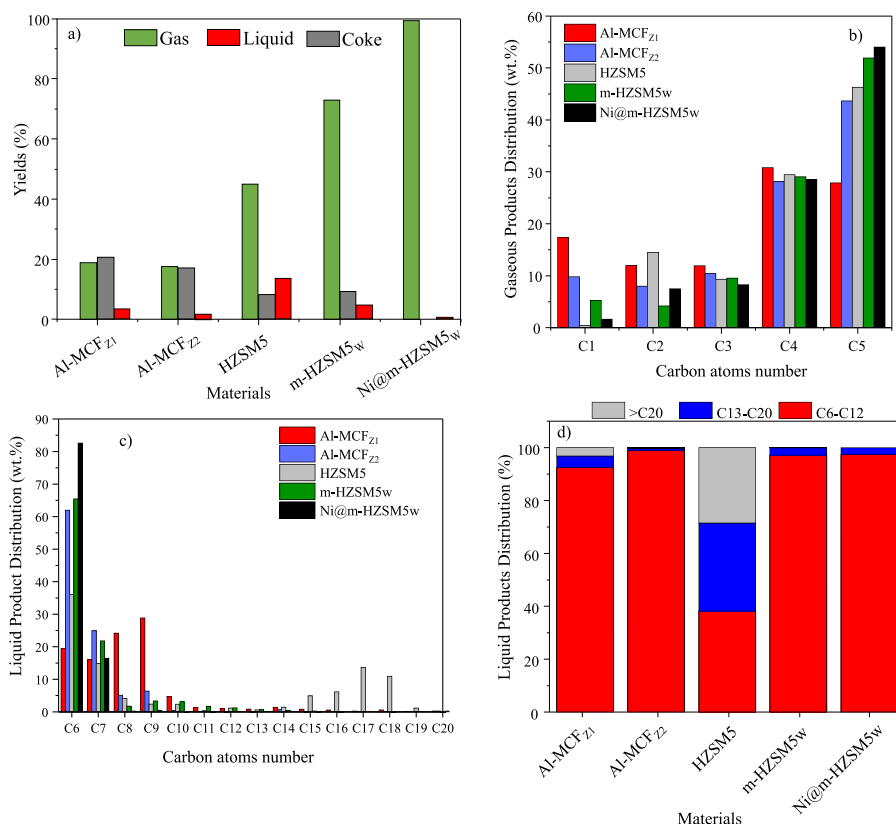 a)
Gas Liquid Coke
100
80
60
40
20
0
Yields (%)
Al-MCFZ1
Al-MCFZ2
HZSM5
m-HZSM5w
Ni@m-HZSM5w
Materials
b)
Al-MCFZ1
Al-MCFZ2
HZSM5
m-HZSM5w
Ni@m-HZSM5w
60
50
40
30
20
10
0
Gaseous Products Distribution (wt.%)
C1 C2 C3 C4 C5
Carbon atoms number
c)
Al-MCFZ1
Al-MCFZ2
HZSM5
m-HZSM5w
Ni@m-HZSM5w
90
80
70
60
50
40
30
20
10
0
Liquid Product Distribution (wt.%)
C6 C7 C8 C9 C10 C11 C12 C13 C14 C15 C16 C17 C18 C19 C20
Carbon atoms number
>C20 C13-C20 C6-C12
d)
100
80
60
40
20
0
Liquid Products Distribution (%)
Al-MCFZ1
Al-MCFZ2
HZSM5
m-HZSM5w
Ni@m-HZSM5w
Materials